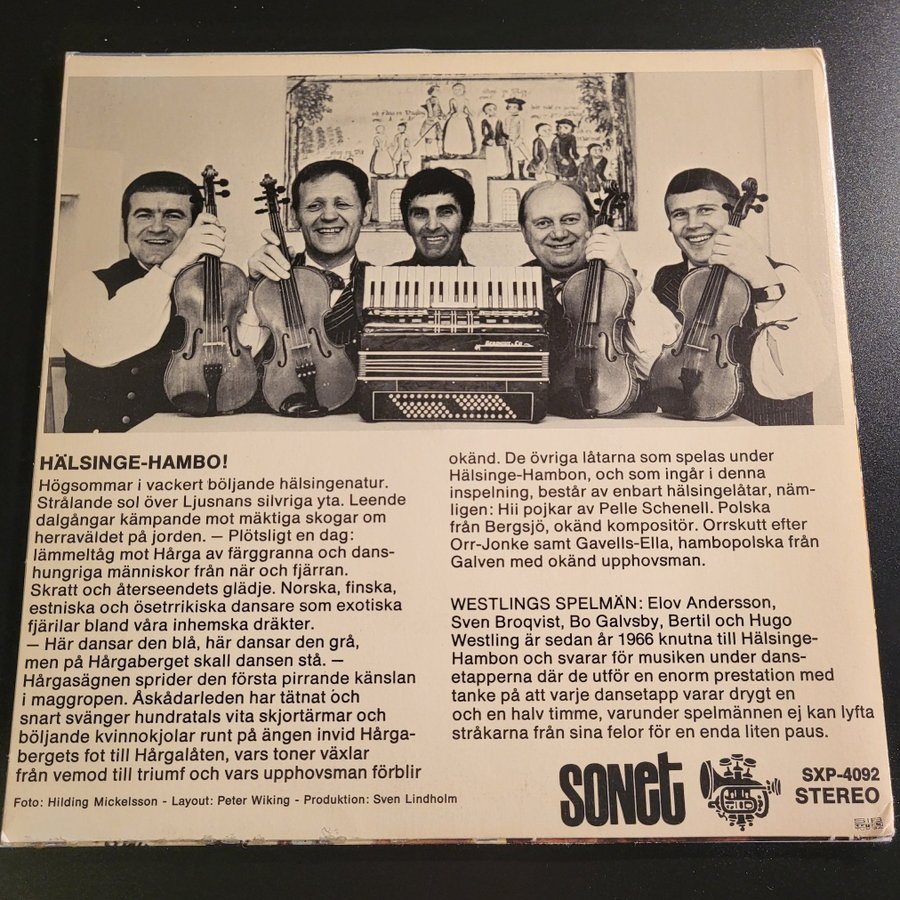 HÄLSINGE-HAMBO!
Högsommar i vackert böljande hälsingenatur.
Strålande sol över Ljusnans silvriga yta. Leende
dalgångar kämpande mot mäktiga skogar om
herraväldet på jorden. — Plötsligt en dag:
lämmeltåg mot Hårga av färggranna och dans-
hungriga människor från när och fjärran.
Skratt och återseendets glädje. Norska, finska,
estniska och ösetrrikiska dansare som exotiska
fjärilar bland våra inhemska dräkter.
— Här dansar den blå, här dansar den grå,
men på Hårgaberget skall dansen stå. —
Hårgasägnen sprider den första pirrande känslan
i maggropen. Åskådarleden har tätnat och
snart svänger hundratals vita skjortärmar och
böljande kvinnokjolar runt på ängen invid Hårga-
bergets fot till Hårgalåten, vars toner växlar
från vemod till triumf och vars upphovsman förblir
okänd. De övriga låtarna som spelas under
Hälsinge-Hambon, och som ingår i denna
inspelning, består av enbart hälsingelåtar, näm-
ligen: Hii pojkar av Pelle Schenell. Polska
från Bergsjö, okänd kompositör. Orrskutt efter
Orr-Jonke samt Gavells-Ella, hambopolska från
Galven med okänd upphovsman.
WESTLINGS SPELMÄN: Elov Andersson,
Sven Broqvist, Bo Galvsby, Bertil och Hugo
Westling är sedan år 1966 knutna till Hälsinge-
Hambon och svarar för musiken under dans-
etapperna där de utför en enorm prestation med
tanke på att varje dansetapp varar drygt en
och en halv timme, varunder spelmännen ej kan lyfta
stråkarna från sina felor för en enda liten paus.
Foto: Hilding Mickelsson - Layout: Peter Wiking - Produktion: Sven Lindholm
sonet
SXP-4092
STEREO